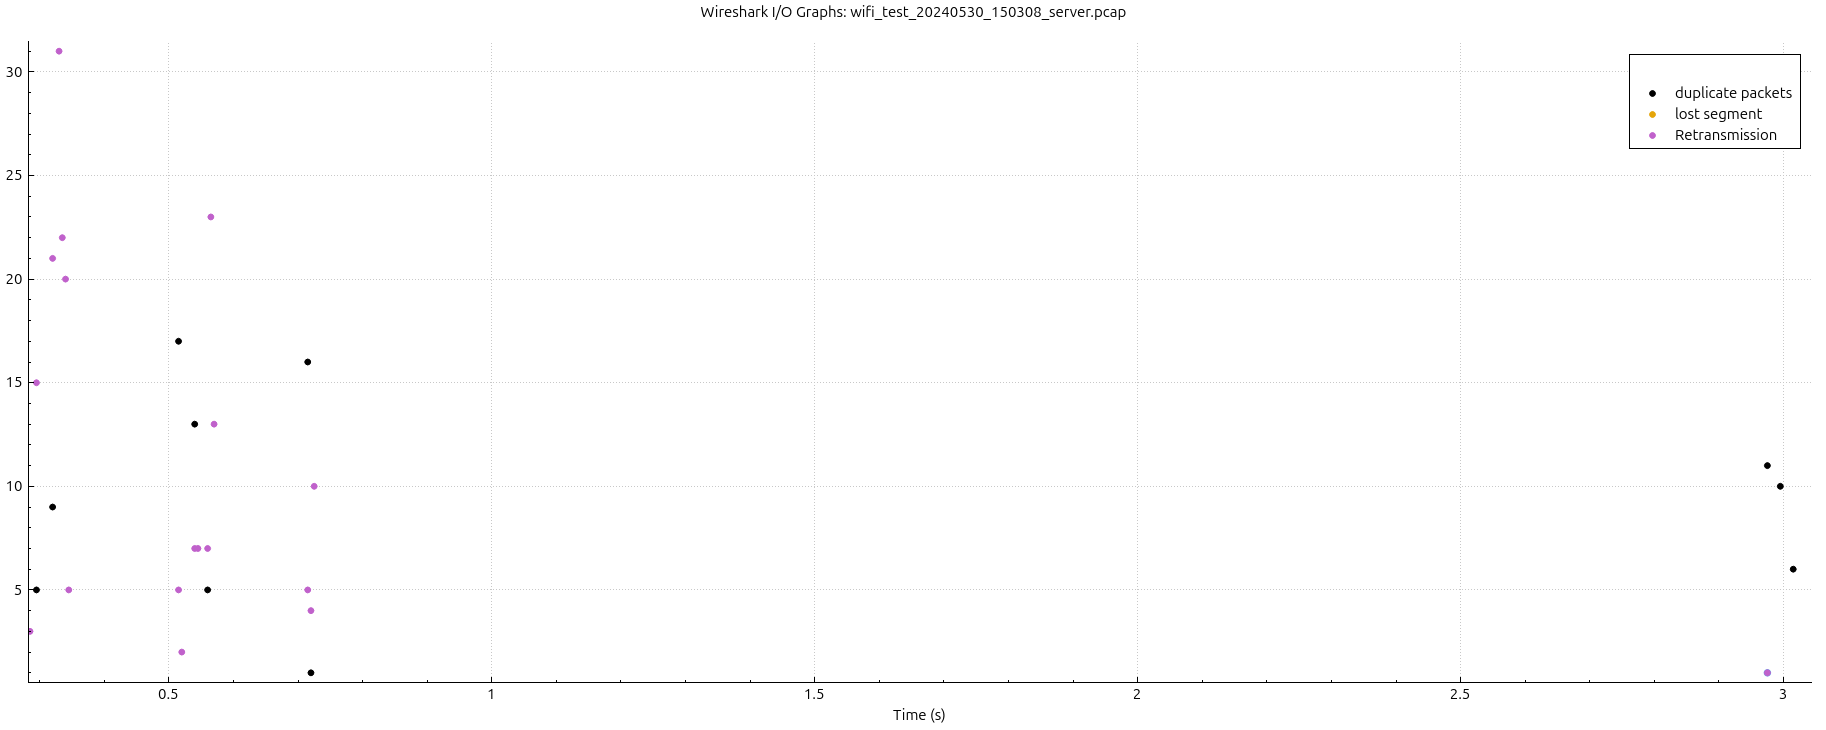 Wireshark I/O Graphs: wifi_test_20240530_150308_server.pcap
30
25
20
15
10
5
duplicate packets
lost segment
Retransmission
0.5 1 1.5 2 2.5 3
Time (s)